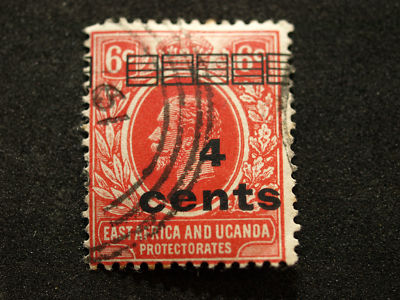 6c 6c
4
cents
EAST AFRICA AND UGANDA
PROTECTORATES